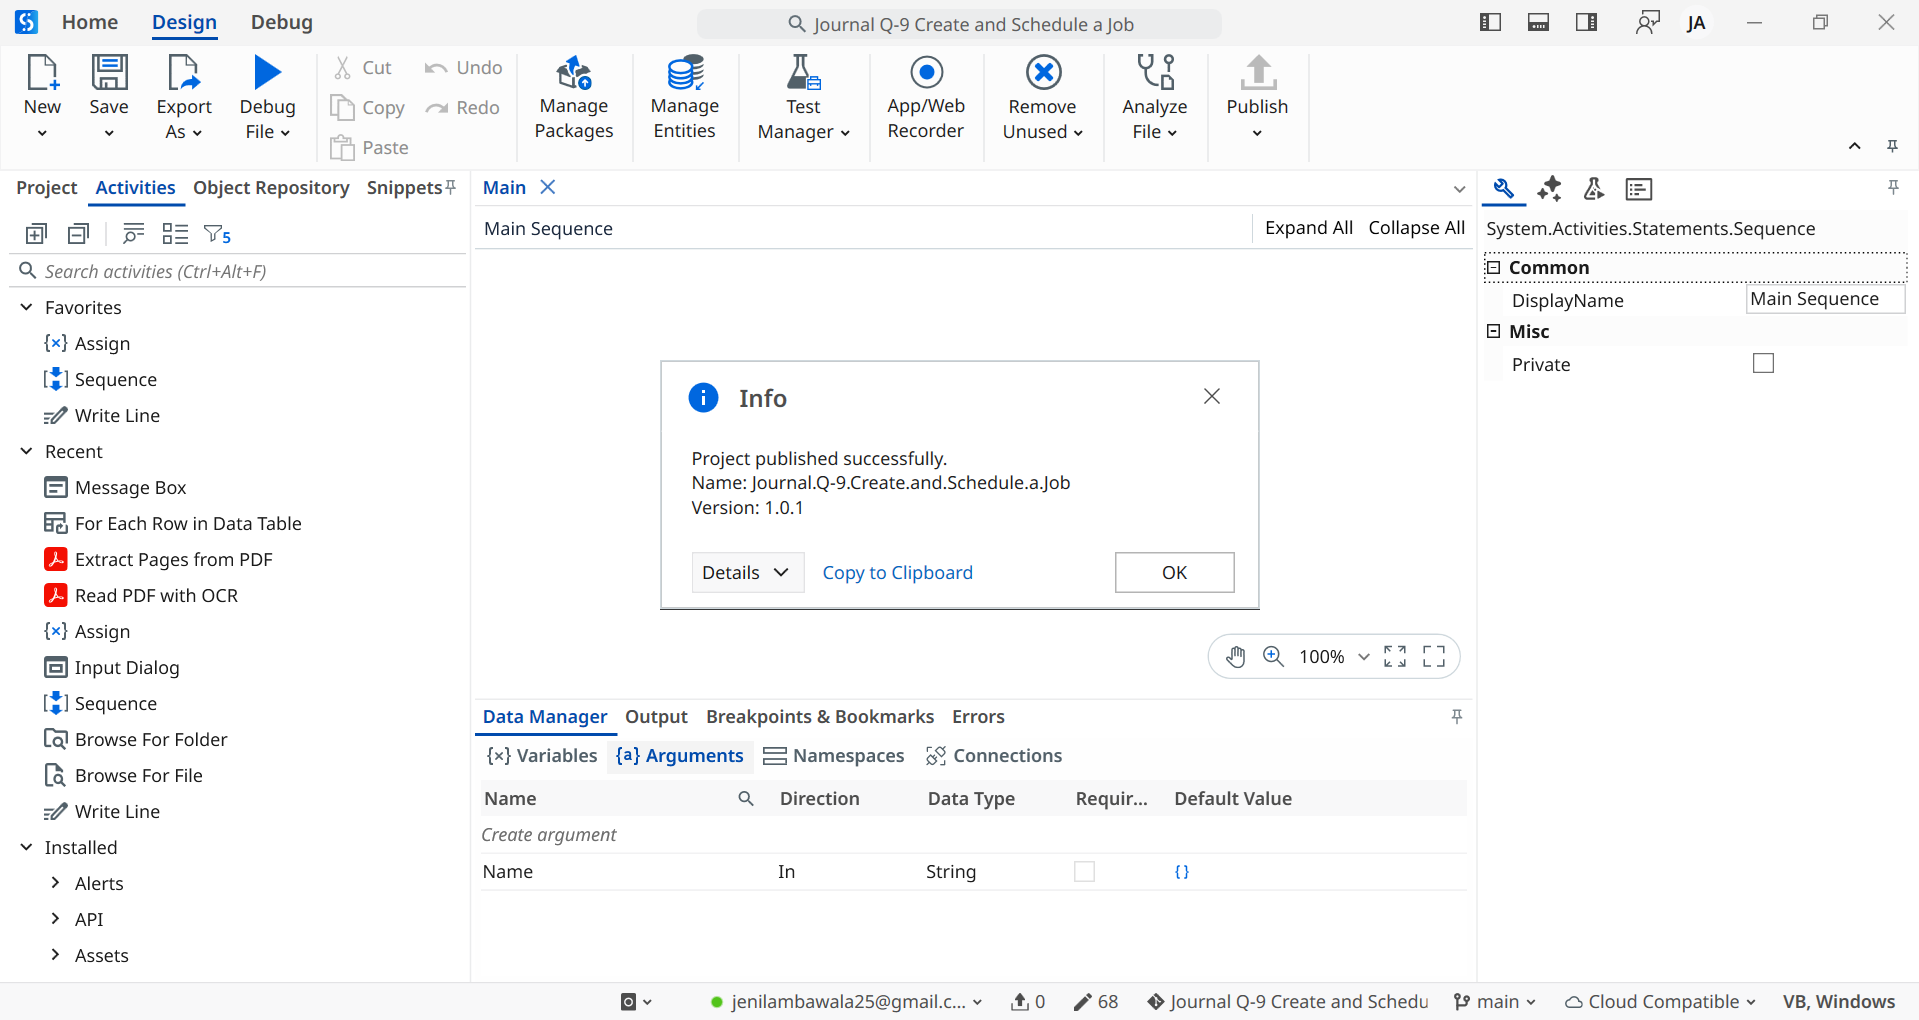 Home Design Debug
Journal Q-9 Create and Schedule a Job
JA
New
Save
Export As
Debug File
Cut
Copy
Paste
Undo
Redo
Manage Packages
Manage Entities
Test Manager
App/Web Recorder
Remove Unused
Analyze File
Publish
Project Activities Object Repository Snippets
5
Search activities (Ctrl+Alt+F)
Favorites
Assign
Sequence
Write Line
Recent
Message Box
For Each Row in Data Table
Extract Pages from PDF
Read PDF with OCR
Assign
Input Dialog
Sequence
Browse For Folder
Browse For File
Write Line
Installed
Alerts
API
Assets
Main
Main Sequence
Expand All Collapse All
Info
Project published successfully.
Name: Journal.Q-9.Create.and.Schedule.a.Job
Version: 1.0.1
Details Copy to Clipboard OK
100%
Data Manager Output Breakpoints & Bookmarks Errors
{x} Variables {a} Arguments Namespaces Connections
Name Direction Data Type Requir... Default Value
Create argument
Name In String {}
System.Activities.Statements.Sequence
Common
DisplayName Main Sequence
Misc
Private
jenilambawala25@gmail.c... 0 68 Journal Q-9 Create and Schedu main Cloud Compatible VB, Windows